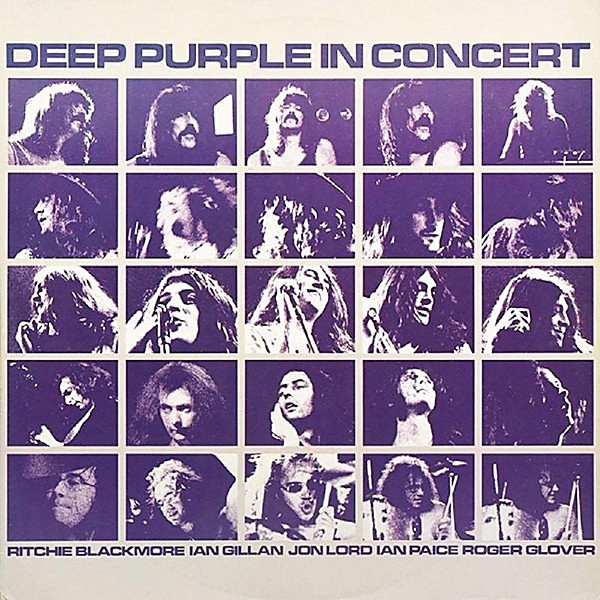 DEEP PURPLE IN CONCERT
RITCHIE BLACKMORE IAN GILLAN JON LORD IAN PAICE ROGER GLOVER